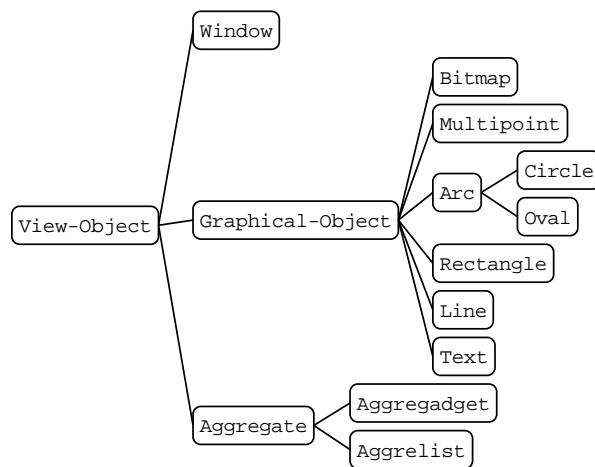 Window
Bitmap
Multipoint
Circle
Arc
Oval
View-Object
Graphical-Object
Rectangle
Line
Text
Aggregadget
Aggregate
Aggrelist